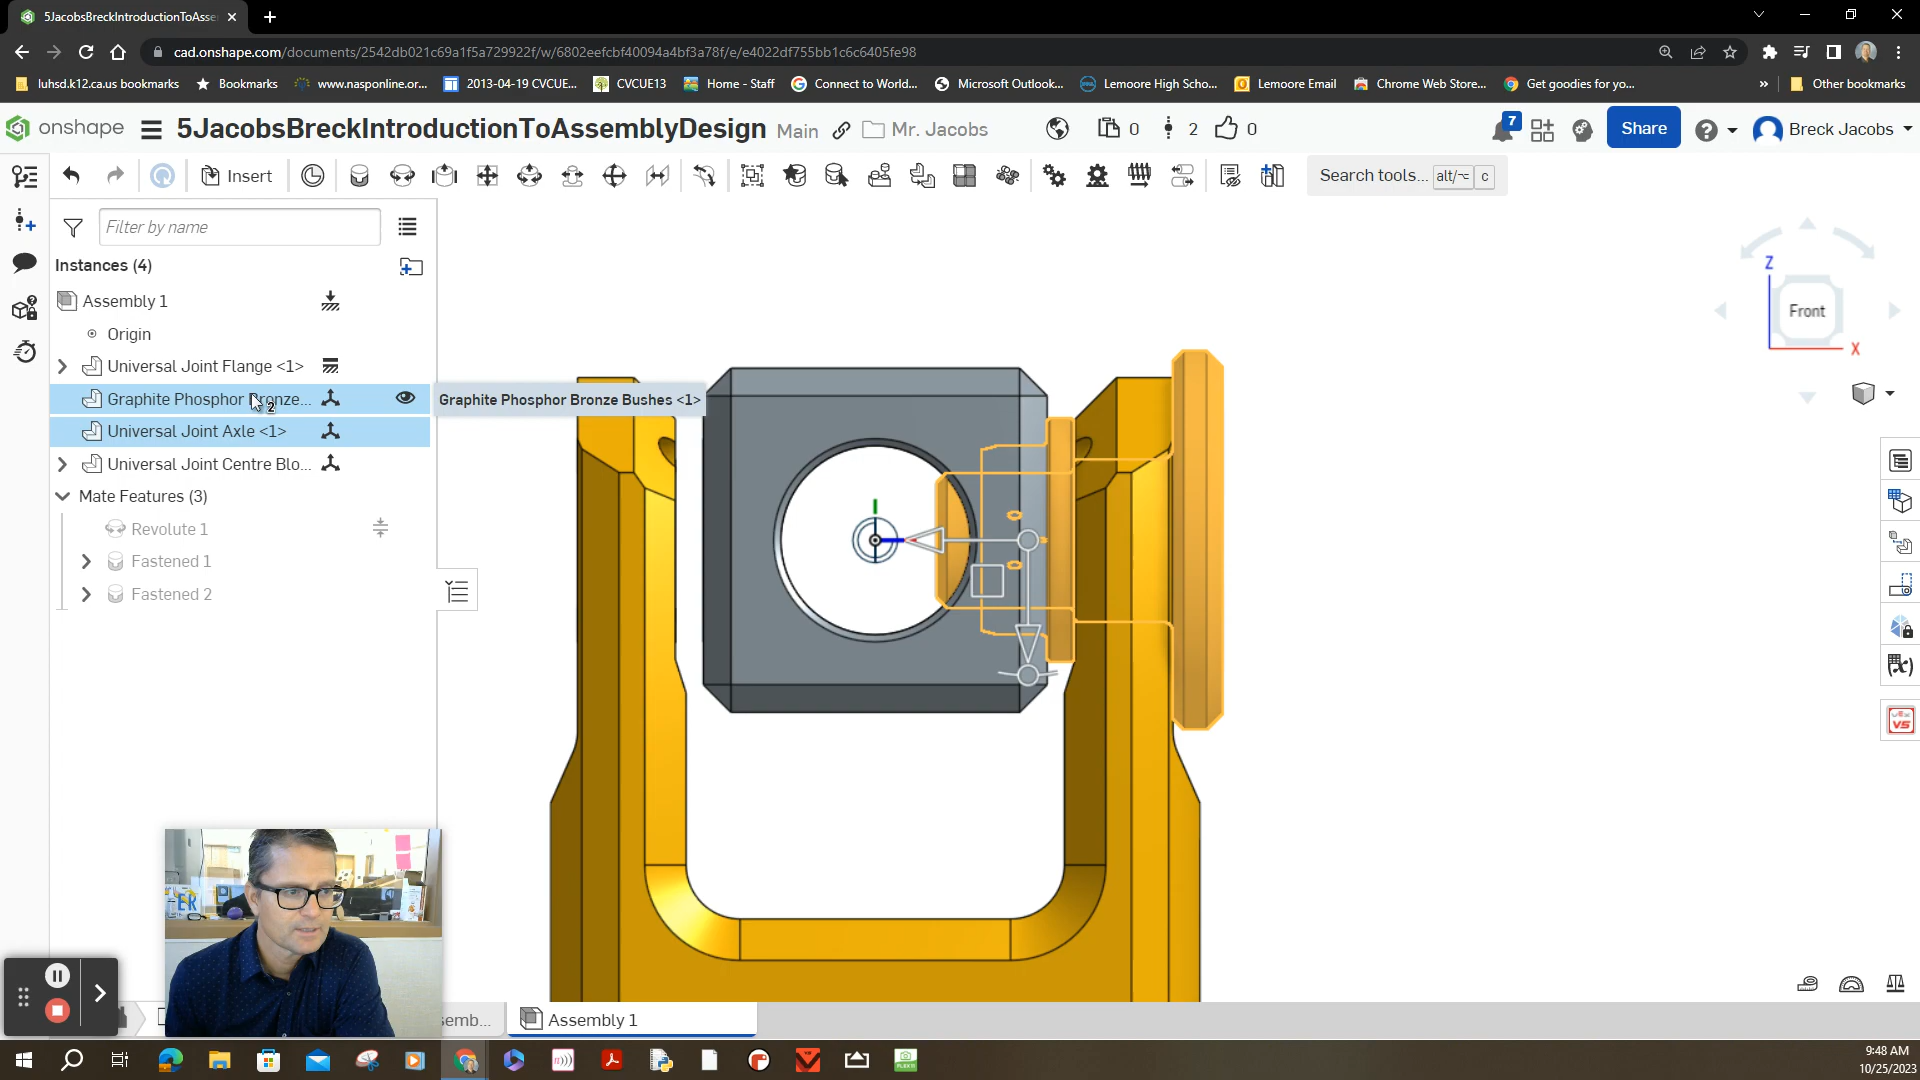 5JacobsBreckIntroductionToAsse
cad.onshape.com/documents/2542db021c69a1f5a729922f/w/6802eefcbf40094a4bf3a78f/e/e4022df755bb1c6c6405fe98
luhsd.k12.ca.us bookmarks
Bookmarks
www.nasponline.or...
2013-04-19 CVCUE...
CVCUE13
Home - Staff
Connect to World...
Microsoft Outlook...
Lemoore High Sho...
Lemoore Email
Chrome Web Store...
Get goodies for yo...
»
Other bookmarks
onshape
5JacobsBreckIntroductionToAssemblyDesign
Main
Mr. Jacobs
0
2
0
7
Share
Breck Jacobs
Insert
Search tools... alt/⌥ c
Filter by name
Instances (4)
Assembly 1
Origin
Universal Joint Flange <1>
Graphite Phosphor Bronze...
2
Graphite Phosphor Bronze Bushes <1>
Universal Joint Axle <1>
Universal Joint Centre Blo...
Mate Features (3)
Revolute 1
Fastened 1
Fastened 2
Z
Front
X
VEX
V5
semb...
Assembly 1
9:48 AM
10/25/2023